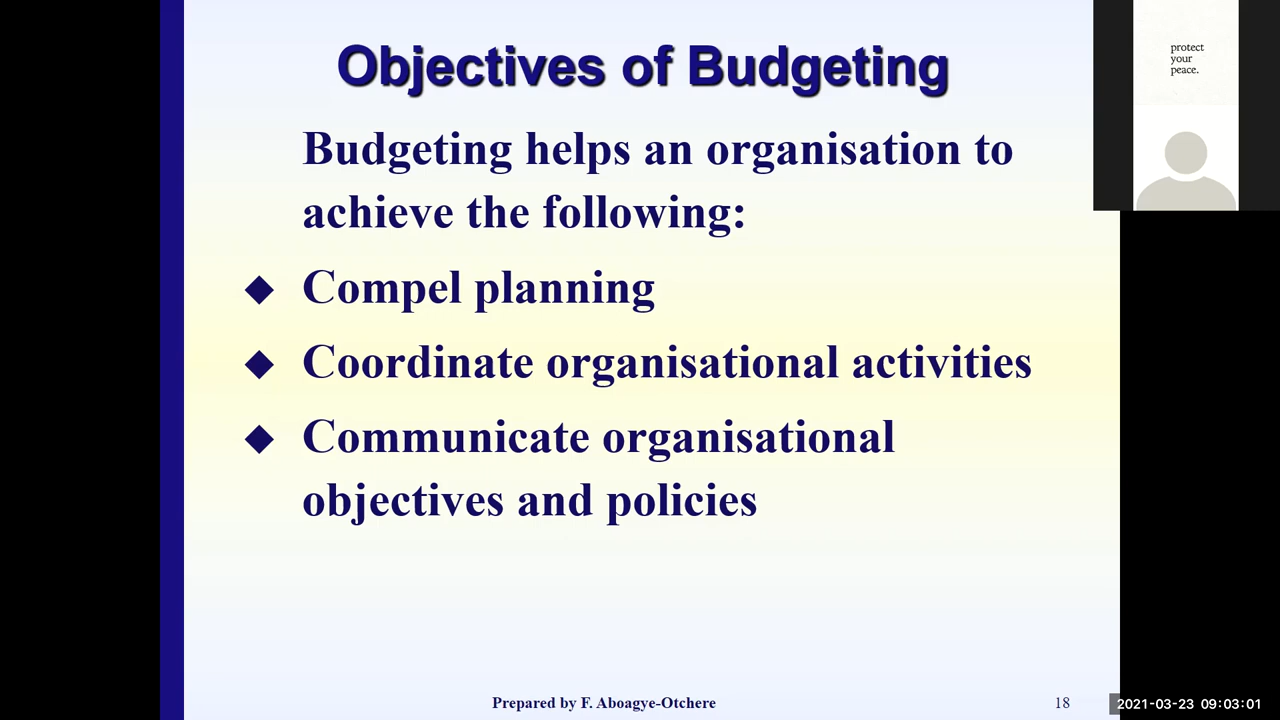 Objectives of Budgeting
Budgeting helps an organisation to
achieve the following:
◆ Compel planning
◆ Coordinate organisational activities
◆ Communicate organisational
objectives and policies
Prepared by F. Aboagye-Otchere
18
protect
your
peace.
2021-03-23 09:03:01